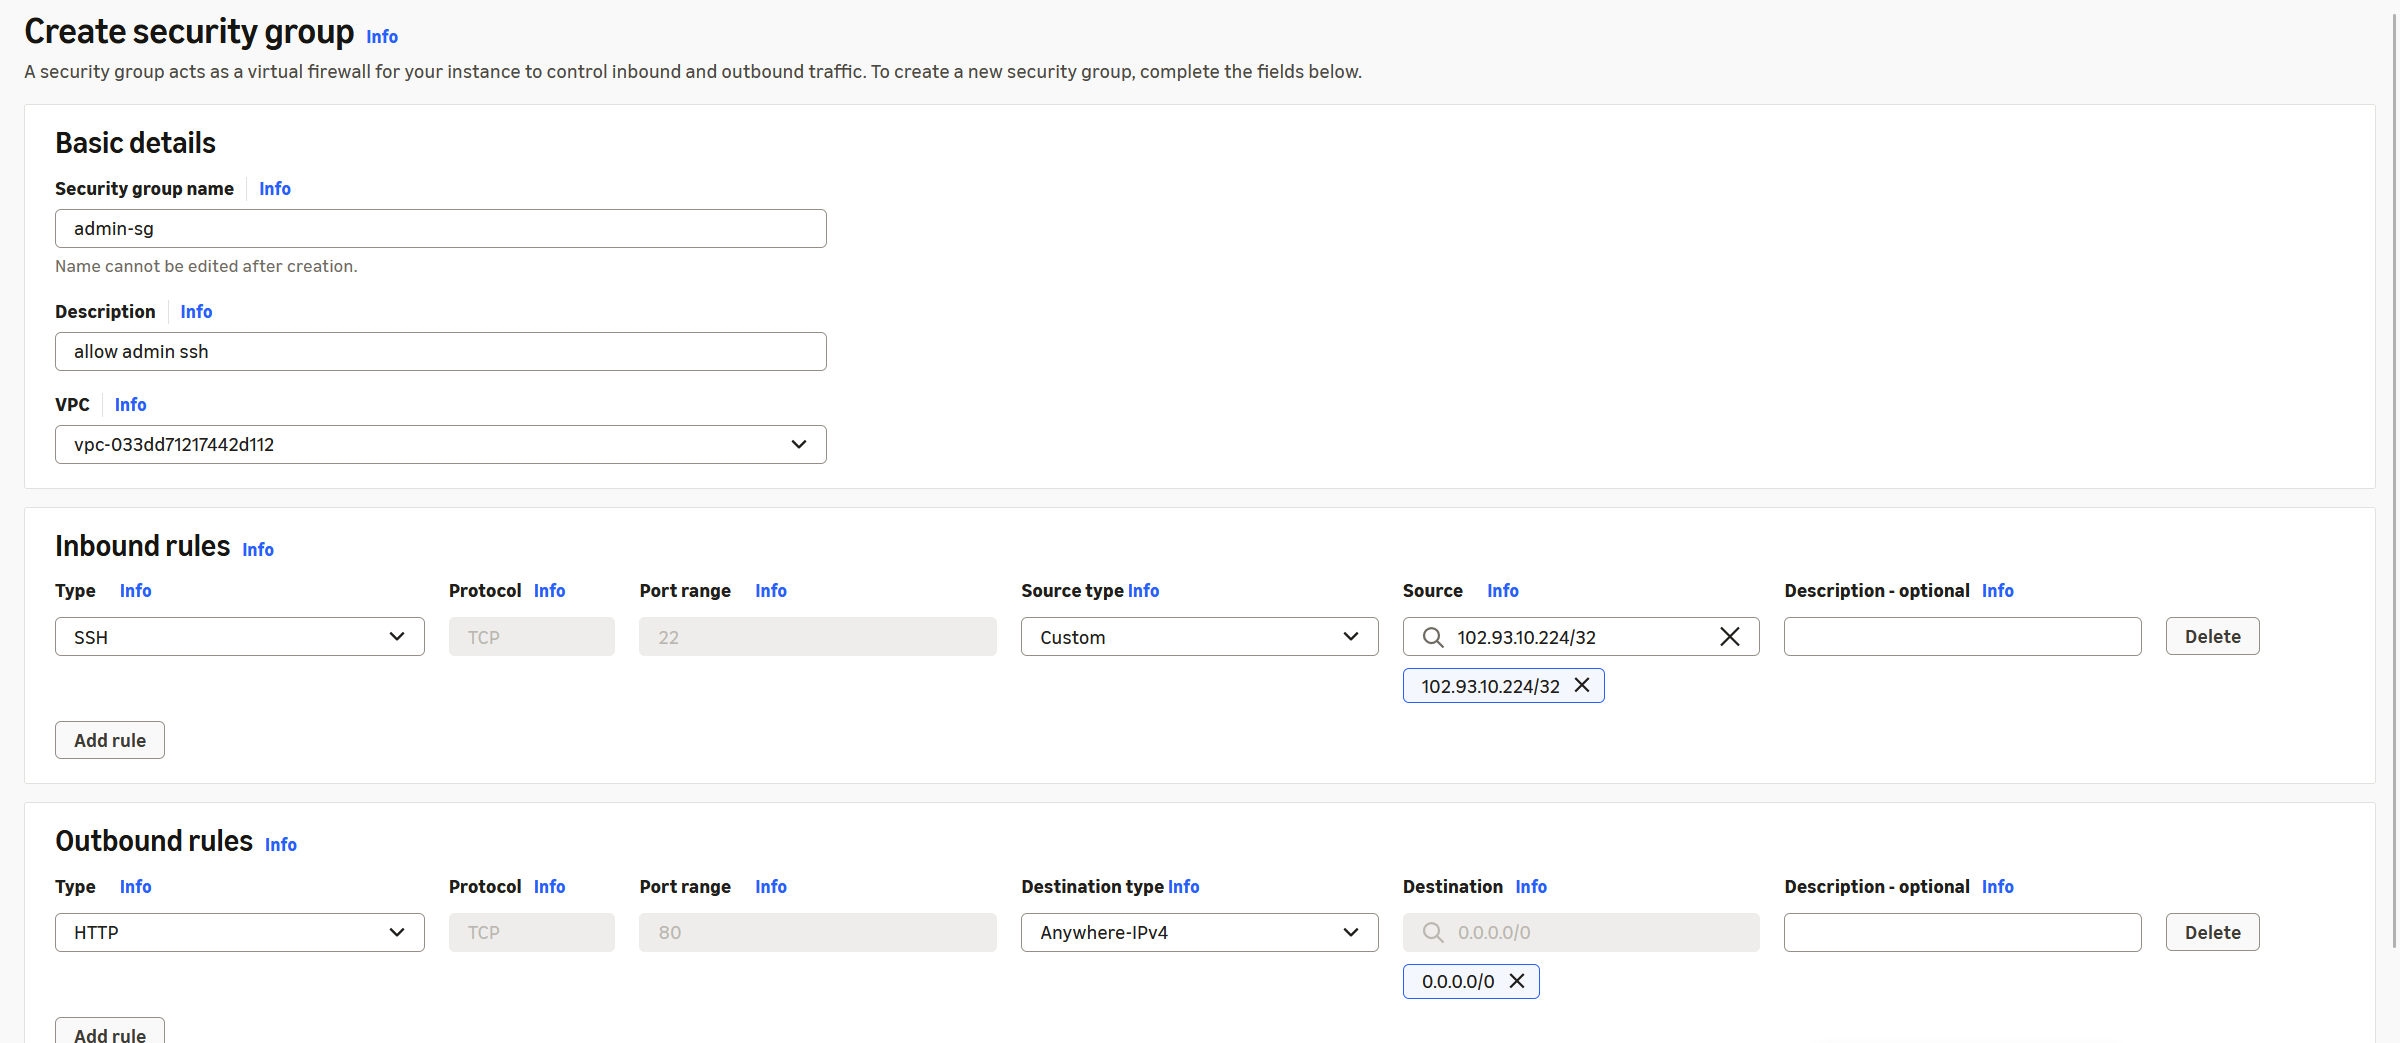 Create security group Info
A security group acts as a virtual firewall for your instance to control inbound and outbound traffic. To create a new security group, complete the fields below.
Basic details
Security group name Info
admin-sg
Name cannot be edited after creation.
Description Info
allow admin ssh
VPC Info
vpc-033dd71217442d112
Inbound rules Info
Type Info Protocol Info Port range Info Source type Info Source Info Description - optional Info
SSH TCP 22 Custom 102.93.10.224/32 Delete
102.93.10.224/32
Add rule
Outbound rules Info
Type Info Protocol Info Port range Info Destination type Info Destination Info Description - optional Info
HTTP TCP 80 Anywhere-IPv4 0.0.0.0/0 Delete
0.0.0.0/0
Add rule